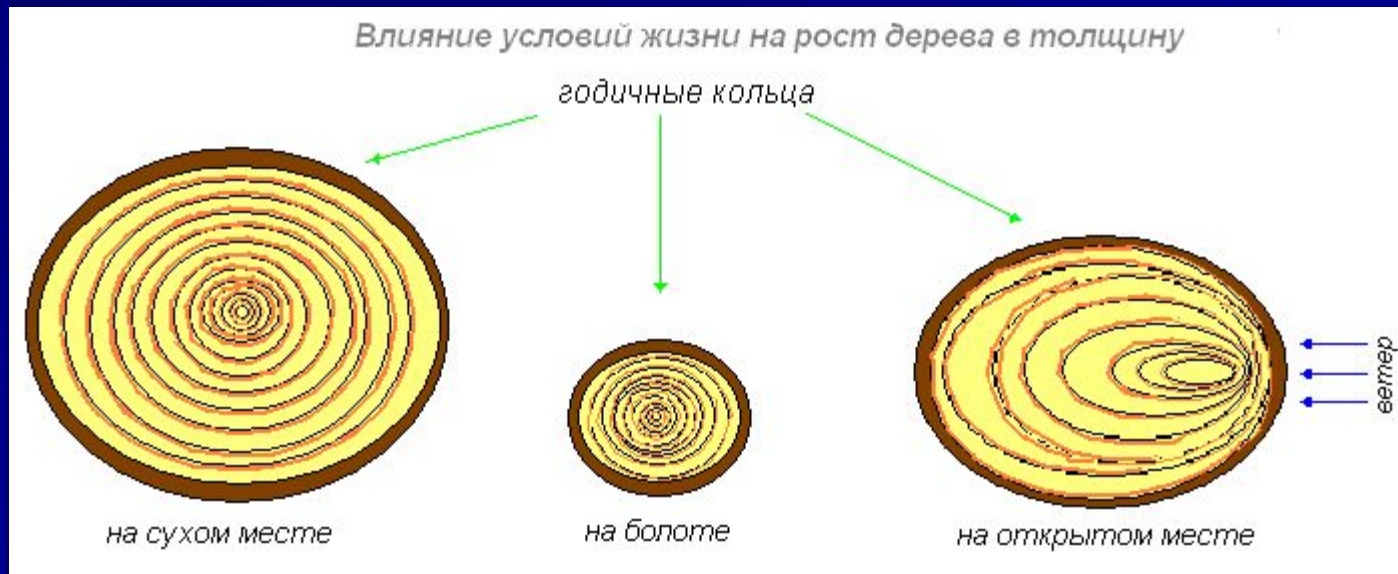 Влияние условий жизни на рост дерева в толщину
годичные кольца
ветер
на сухом месте
на болоте
на открытом месте